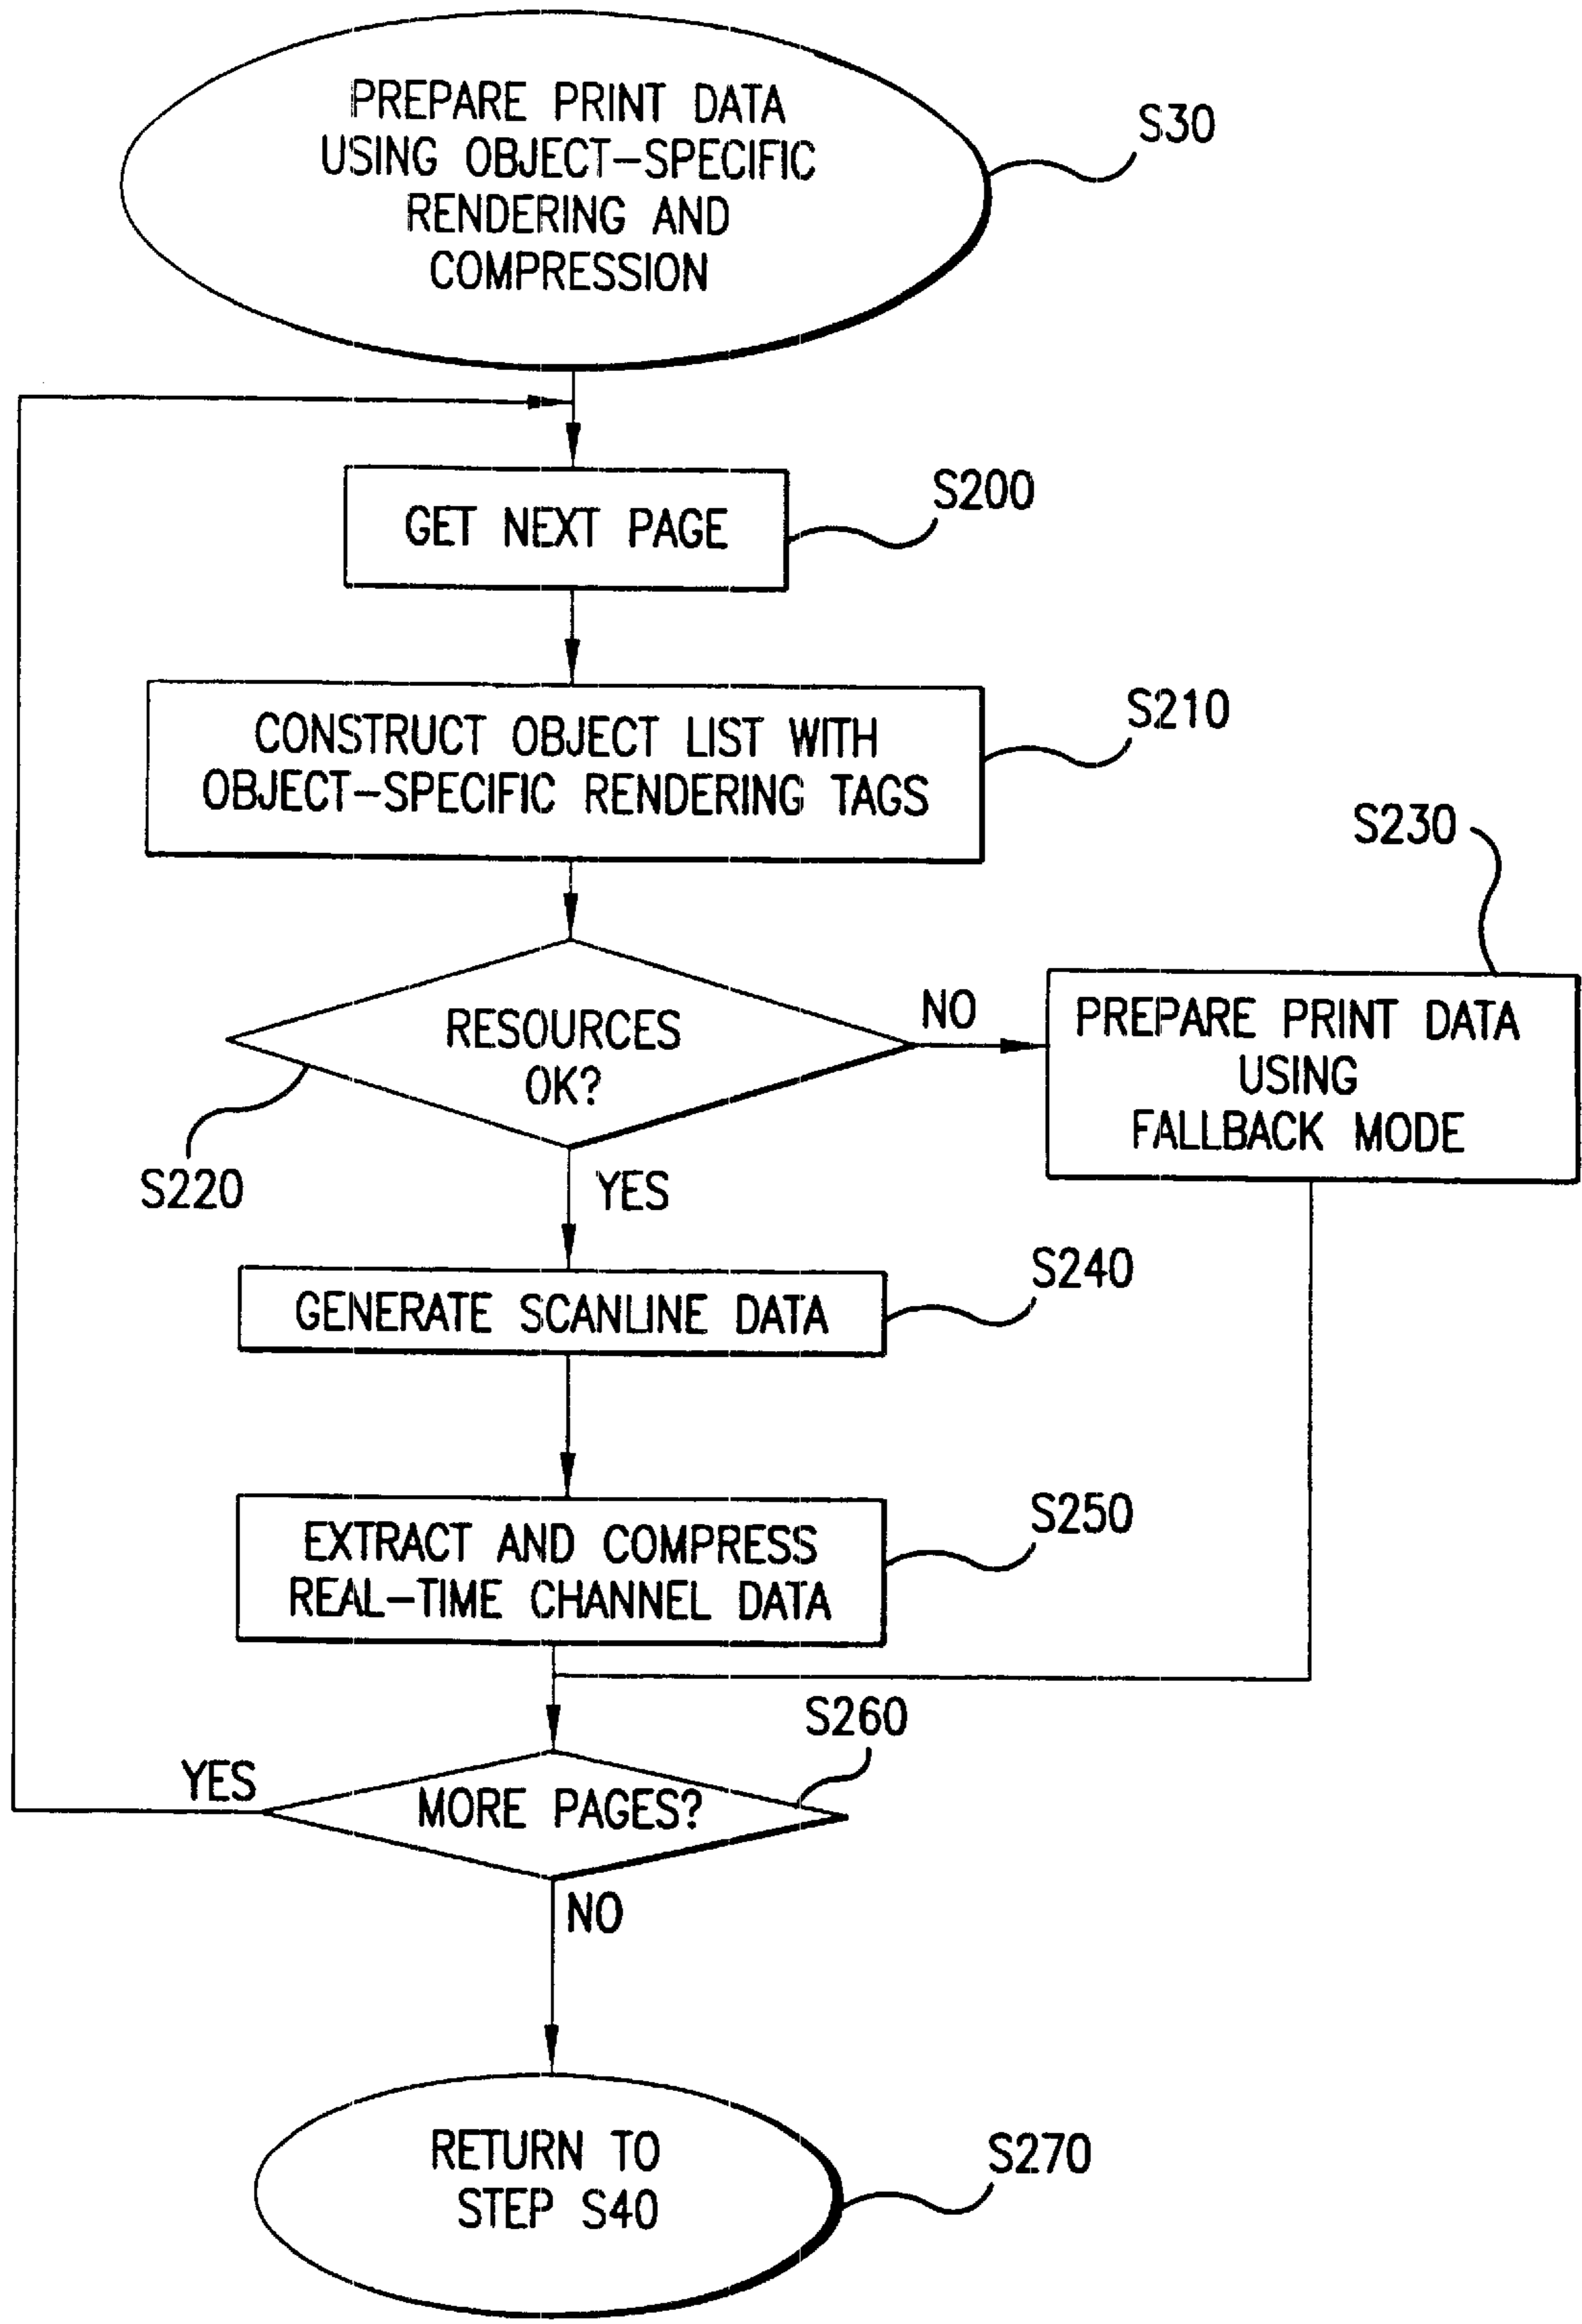 PREPARE PRINT DATA
USING OBJECT-SPECIFIC
RENDERING AND
COMPRESSION
S30
GET NEXT PAGE
S200
CONSTRUCT OBJECT LIST WITH
OBJECT-SPECIFIC RENDERING TAGS
S210
RESOURCES
OK?
S220
NO
PREPARE PRINT DATA
USING
FALLBACK MODE
S230
YES
GENERATE SCANLINE DATA
S240
EXTRACT AND COMPRESS
REAL-TIME CHANNEL DATA
S250
MORE PAGES?
S260
YES
NO
RETURN TO
STEP S40
S270